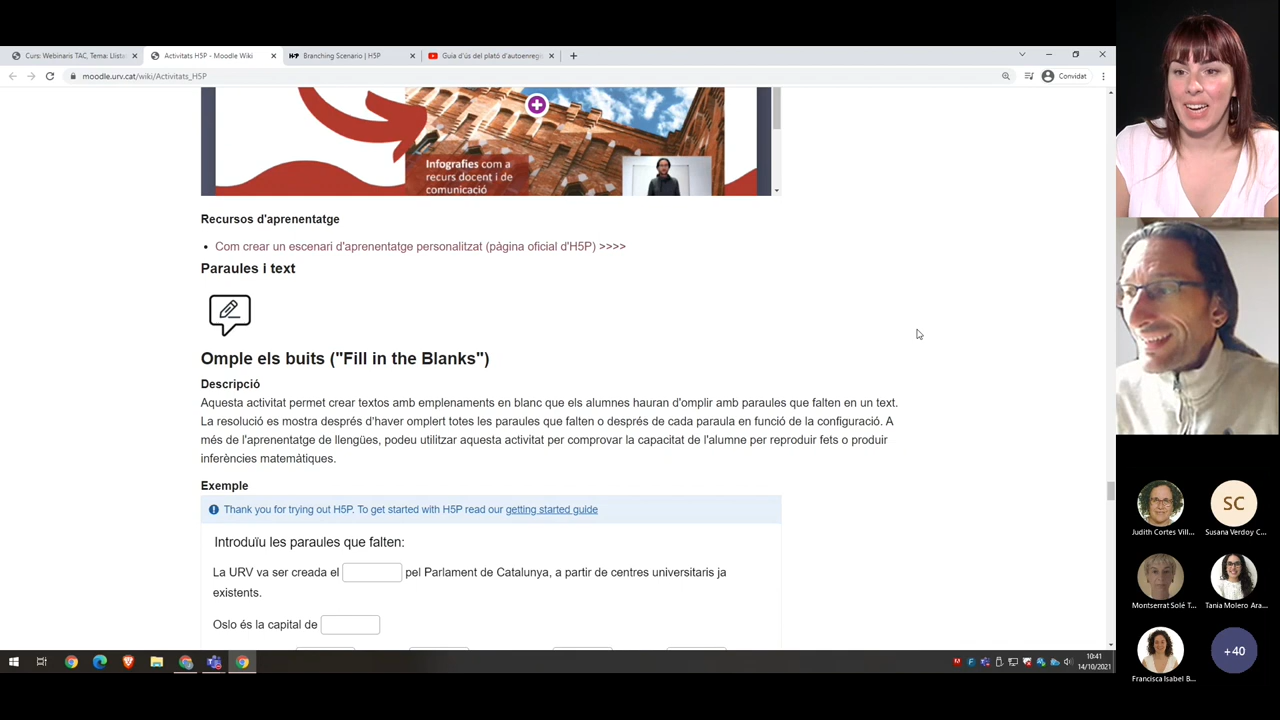 Curs: Webinaris TAC, Tema: Llista
Activitats H5P - Moodle Wiki
H5P Branching Scenario | H5P
Guia d'ús del plató d'autoenregis
moodle.urv.cat/wiki/Activitats_H5P
Convidat
Infografies com a
recurs docent i de
comunicació
Recursos d'aprenentatge
Com crear un escenari d'aprenentatge personalitzat (pàgina oficial d'H5P) >>>>
Paraules i text
Omple els buits ("Fill in the Blanks")
Descripció
Aquesta activitat permet crear textos amb emplenaments en blanc que els alumnes hauran d'omplir amb paraules que falten en un text.
La resolució es mostra després d'haver omplert totes les paraules que falten o després de cada paraula en funció de la configuració. A
més de l'aprenentatge de llengües, podeu utilitzar aquesta activitat per comprovar la capacitat de l'alumne per reproduir fets o produir
inferències matemàtiques.
Exemple
Thank you for trying out H5P. To get started with H5P read our getting started guide
Introduïu les paraules que falten:
La URV va ser creada el pel Parlament de Catalunya, a partir de centres universitaris ja
existents.
Oslo és la capital de
10:41
14/10/2021
SC
Judith Cortes Vill...
Susana Verdoy C...
Montserrat Solé T...
Tania Molero Ara...
+40
Francisca Isabel B...